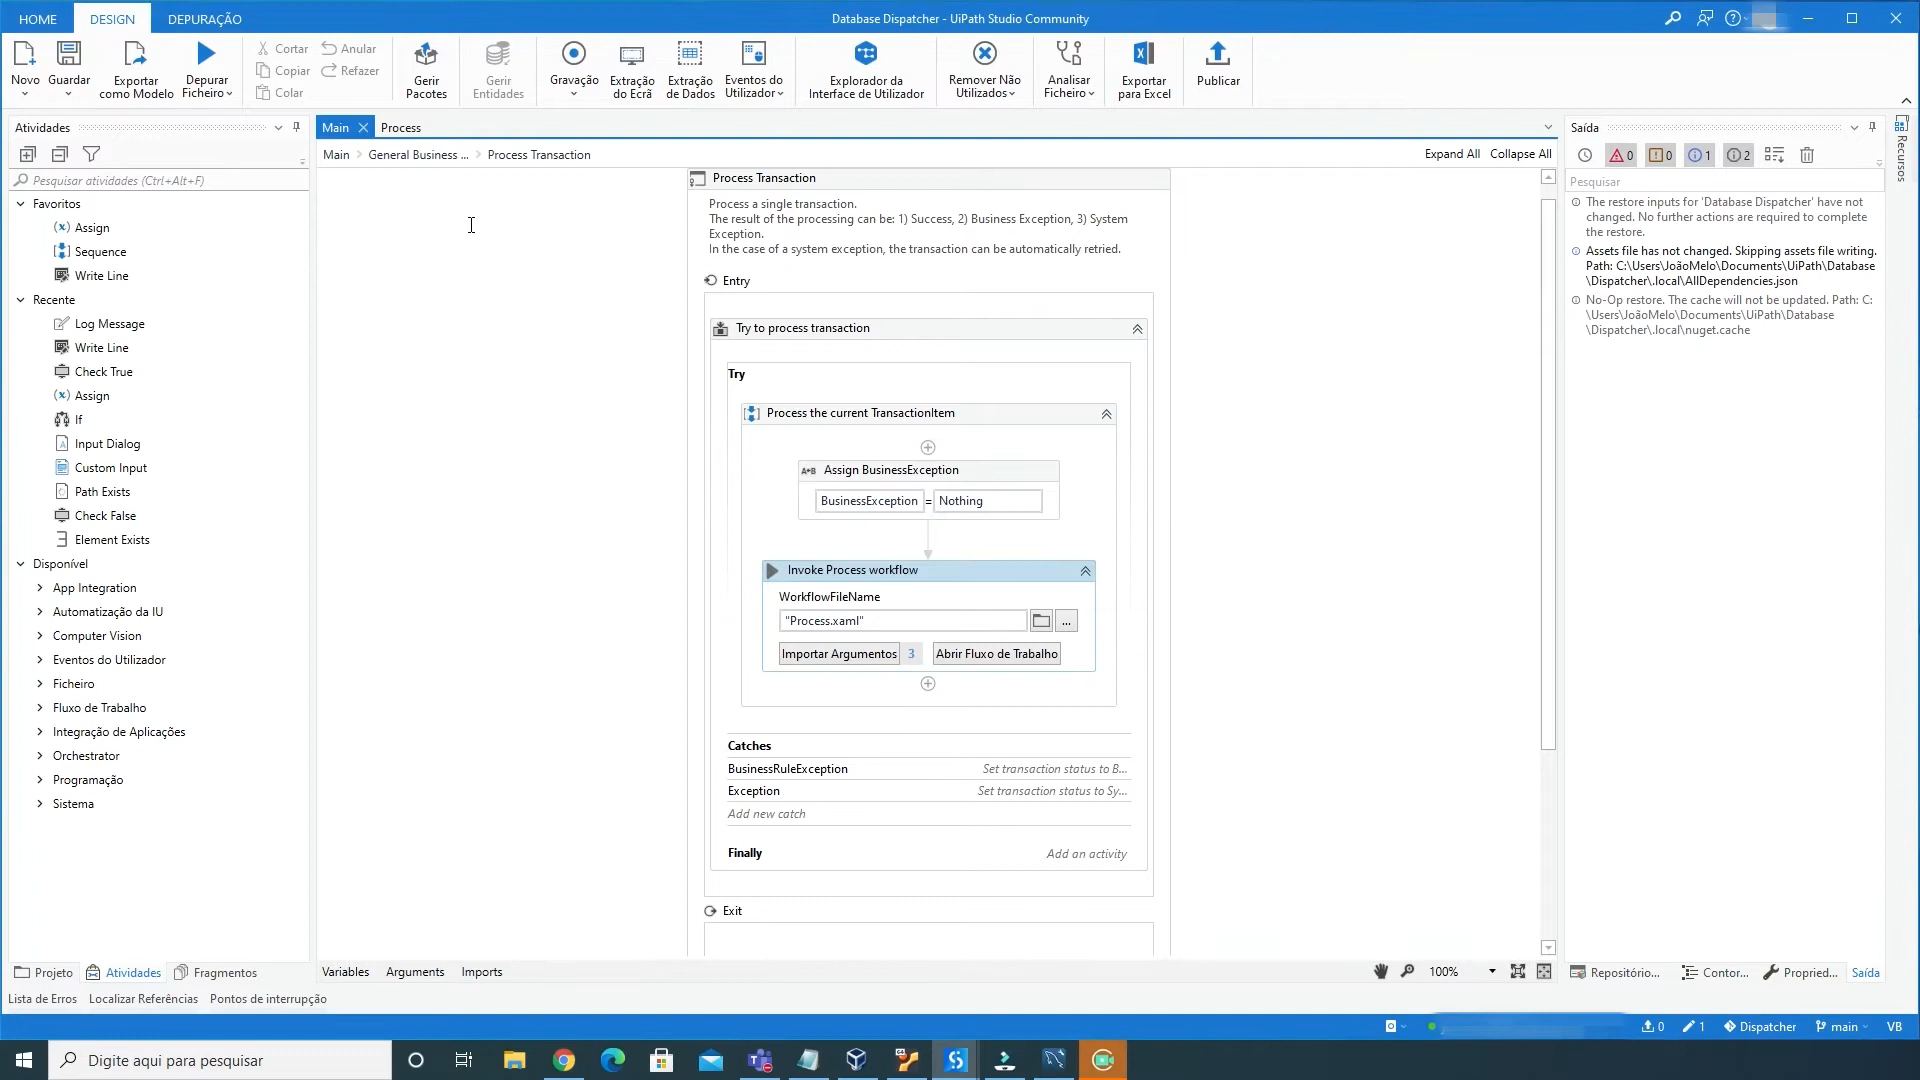 HOME
DESIGN
DEPURAÇÃO
Database Dispatcher - UiPath Studio Community
Novo
Guardar
Exportar
como Modelo
Depurar
Ficheiro
Cortar
Copiar
Colar
Anular
Refazer
Gerir
Pacotes
Gerir
Entidades
Gravação
Extração
do Ecrã
Extração
de Dados
Eventos do
Utilizador
Explorador da
Interface de Utilizador
Remover Não
Utilizados
Analisar
Ficheiro
Exportar
para Excel
Publicar
Atividades
Pesquisar atividades (Ctrl+Alt+F)
Favoritos
Assign
Sequence
Write Line
Recente
Log Message
Write Line
Check True
Assign
If
Input Dialog
Custom Input
Path Exists
Check False
Element Exists
Disponível
App Integration
Automatização da IU
Computer Vision
Eventos do Utilizador
Ficheiro
Fluxo de Trabalho
Integração de Aplicações
Orchestrator
Programação
Sistema
Projeto
Atividades
Fragmentos
Main
Process
Main > General Business ... > Process Transaction
Expand All
Collapse All
Process Transaction
Process a single transaction.
The result of the processing can be: 1) Success, 2) Business Exception, 3) System
Exception.
In the case of a system exception, the transaction can be automatically retried.
Entry
Try to process transaction
Try
Process the current TransactionItem
A+B Assign BusinessException
BusinessException = Nothing
Invoke Process workflow
WorkflowFileName
"Process.xaml"
...
Importar Argumentos 3
Abrir Fluxo de Trabalho
Catches
BusinessRuleException Set transaction status to B...
Exception Set transaction status to Sy...
Add new catch
Finally Add an activity
Exit
Variables
Arguments
Imports
100%
Saída
0
0
1
2
Pesquisar
The restore inputs for 'Database Dispatcher' have not
changed. No further actions are required to complete
the restore.
Assets file has not changed. Skipping assets file writing.
Path: C:\Users\JoãoMelo\Documents\UiPath\Database
\Dispatcher\.local\AllDependencies.json
No-Op restore. The cache will not be updated. Path: C:
\Users\JoãoMelo\Documents\UiPath\Database
\Dispatcher\.local\nuget.cache
Recursos
Repositório...
Contor...
Propried...
Saída
Lista de Erros
Localizar Referências
Pontos de interrupção
0
1
Dispatcher
main
VB
Digite aqui para pesquisar